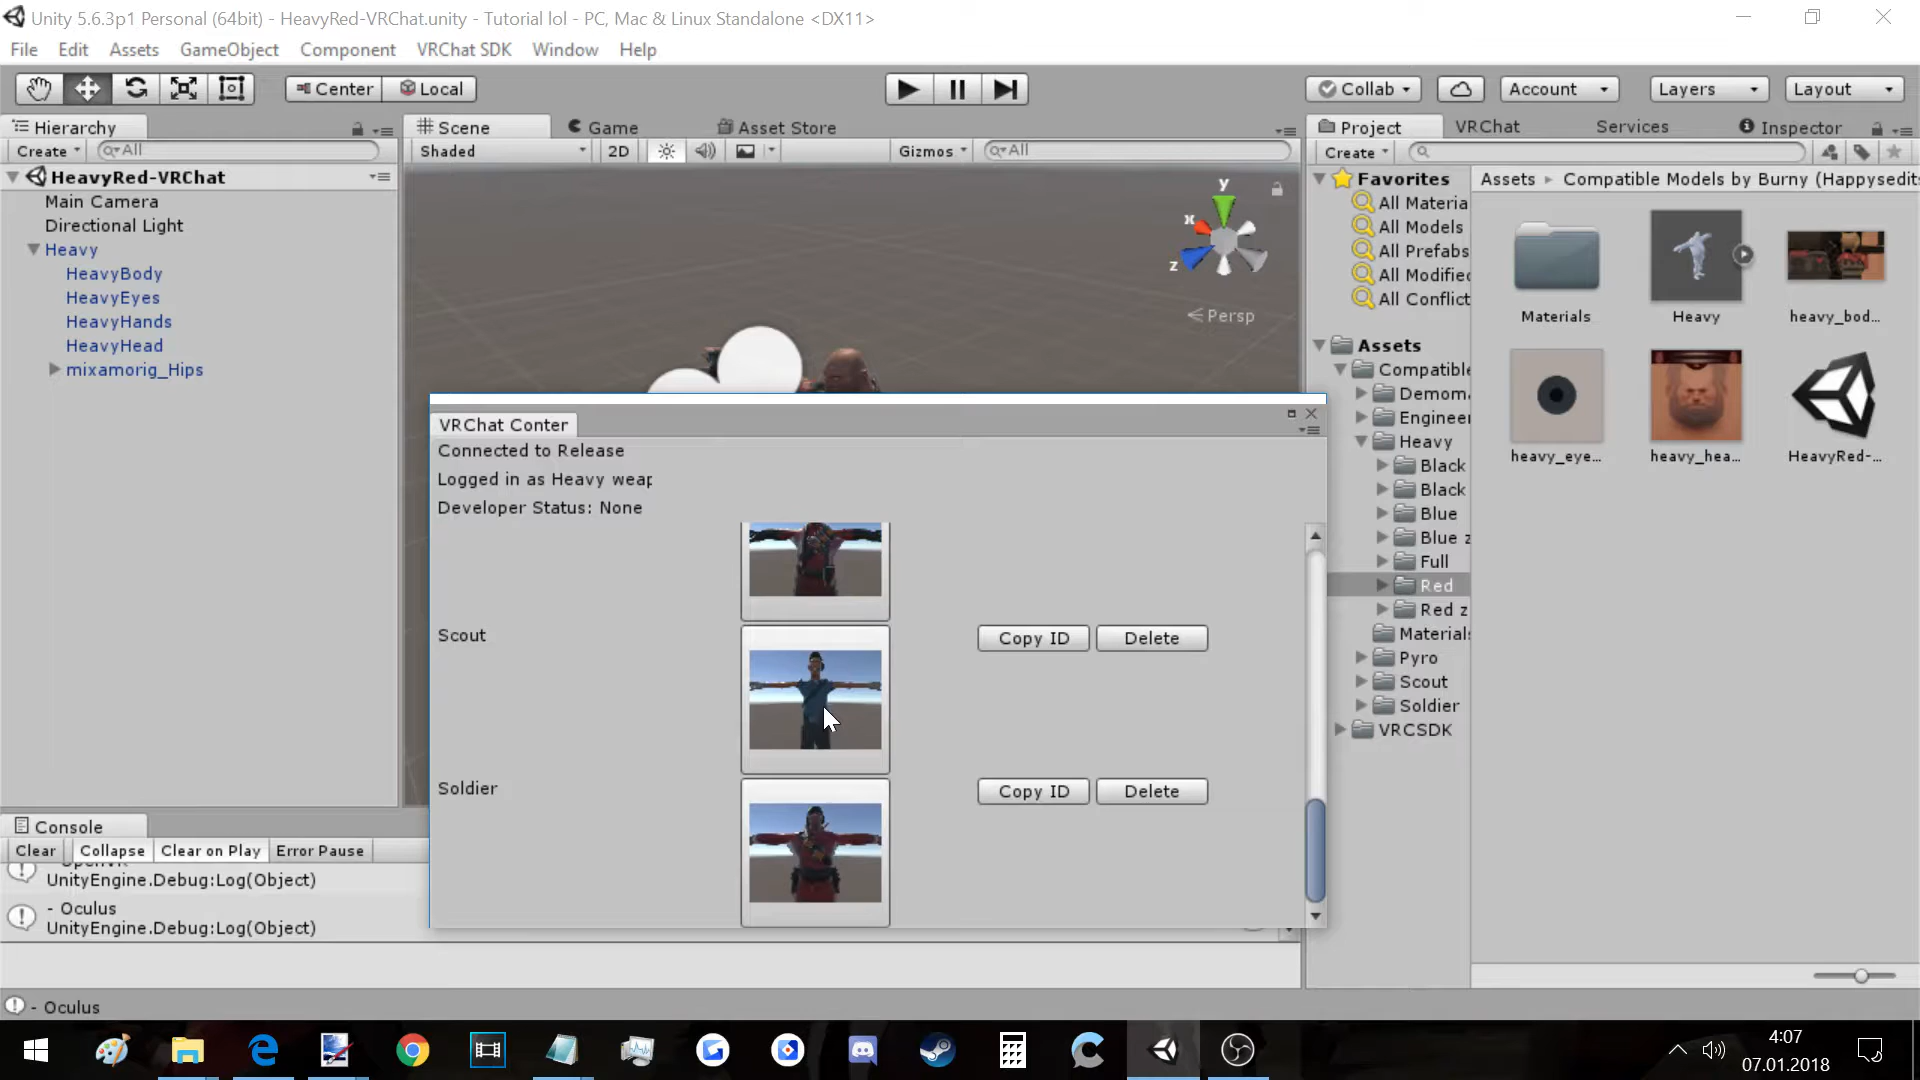 Unity 5.6.3p1 Personal (64bit) - HeavyRed-VRChat.unity - Tutorial lol - PC, Mac & Linux Standalone <DX11>
File Edit Assets GameObject Component VRChat SDK Window Help
Center Local Collab Account Layers Layout
Hierarchy Scene Game Asset Store Project VRChat Services Inspector
Create All Shaded 2D Gizmos All Create
HeavyRed-VRChat
Main Camera
Directional Light
Heavy
HeavyBody
HeavyEyes
HeavyHands
HeavyHead
mixamorig_Hips
y
x
z
Persp
Favorites
All Materia
All Models
All Prefabs
All Modified
All Conflict
Assets
Compatible
Demoma
Engineer
Heavy
Black
Black
Blue
Blue z
Full
Red
Red z
Materials
Pyro
Scout
Soldier
VRCSDK
Assets Compatible Models by Burny (Happysedits
Materials Heavy heavy_bod...
heavy_eye... heavy_hea... HeavyRed-...
VRChat Conter
Connected to Release
Logged in as Heavy weap
Developer Status: None
Scout Copy ID Delete
Soldier Copy ID Delete
Console
Clear Collapse Clear on Play Error Pause
UnityEngine.Debug:Log(Object)
- Oculus
UnityEngine.Debug:Log(Object)
- Oculus
4:07
07.01.2018